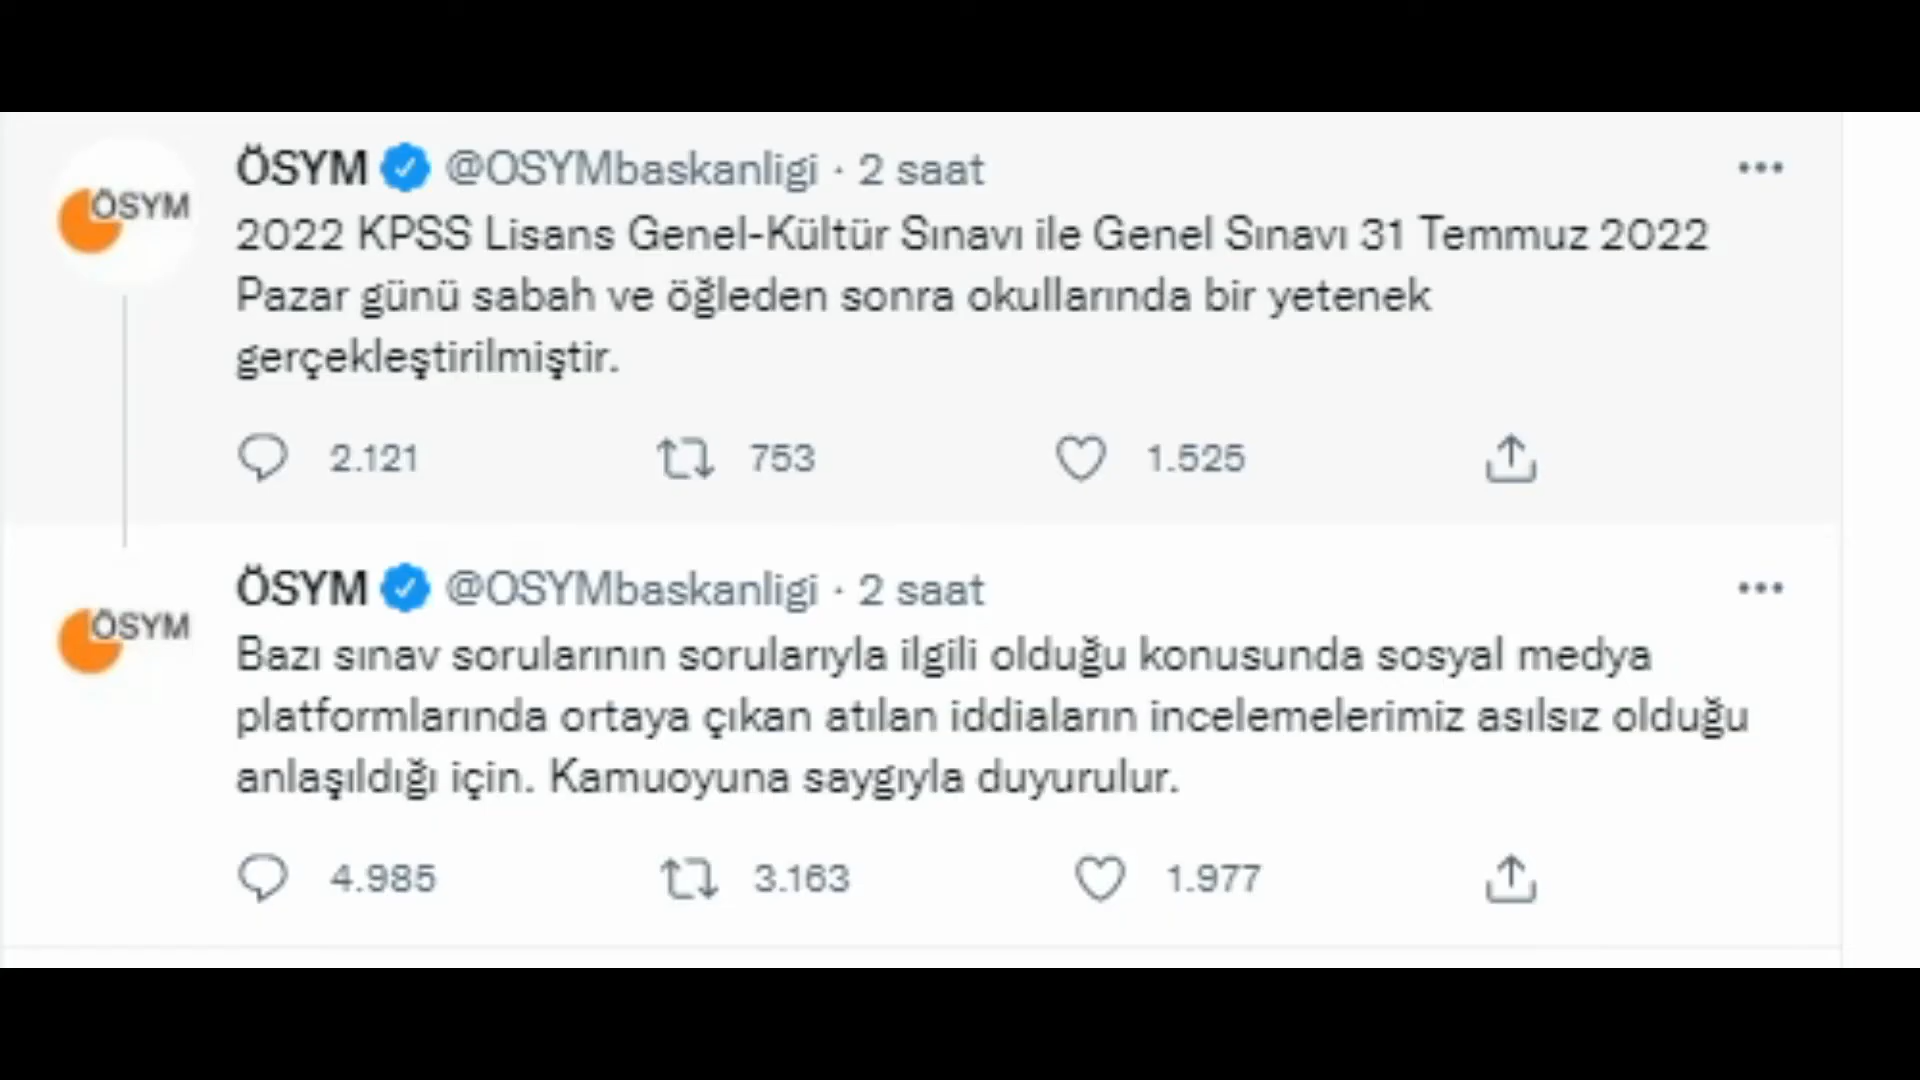 ÖSYM @OSYMbaskanligi · 2 saat
ÖSYM
2022 KPSS Lisans Genel-Kültür Sınavı ile Genel Sınavı 31 Temmuz 2022
Pazar günü sabah ve öğleden sonra okullarında bir yetenek
gerçekleştirilmiştir.
2.121 753 1.525
ÖSYM @OSYMbaskanligi · 2 saat
ÖSYM
Bazı sınav sorularının sorularıyla ilgili olduğu konusunda sosyal medya
platformlarında ortaya çıkan atılan iddiaların incelemelerimiz asılsız olduğu
anlaşıldığı için. Kamuoyuna saygıyla duyurulur.
4.985 3.163 1.977